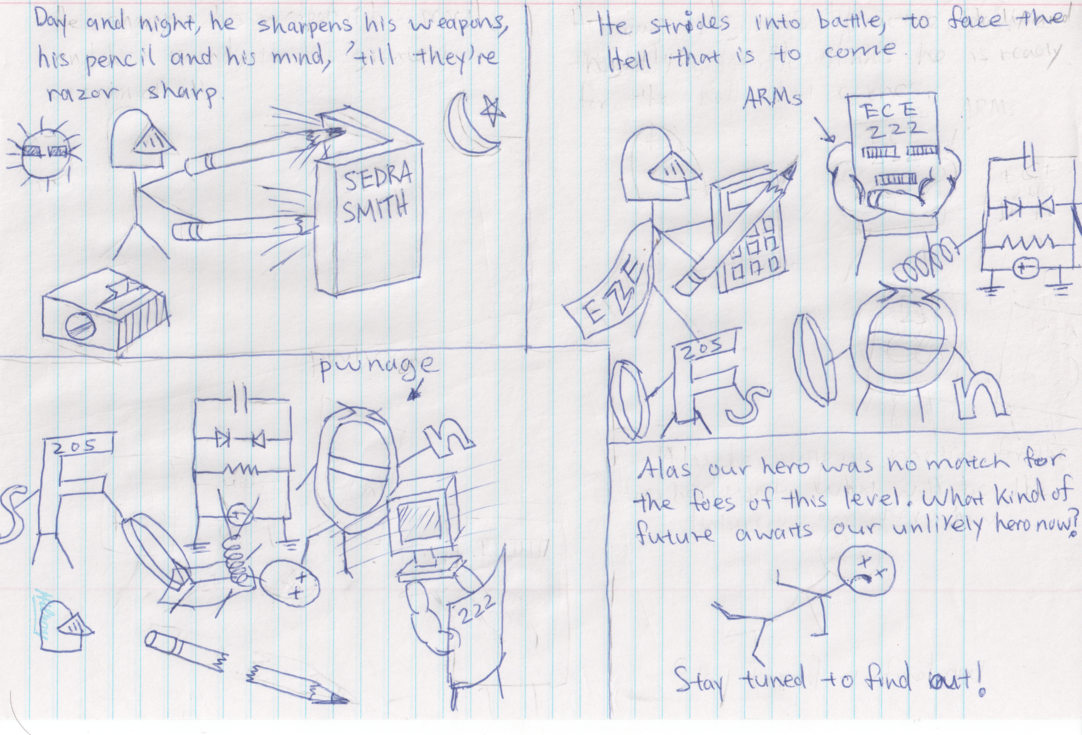 Day and night, he sharpens his weapons,
his pencil and his mind, 'till they're
razor sharp.
SEDRA
SMITH
He strides into battle, to face the
Hell that is to come.
ARMs
ECE
222
EZE
205
S
n
pwnage
205
S
n
222
Alas our hero was no match for
the foes of this level. What kind of
future awaits our unlikely hero now?
Stay tuned to find out!